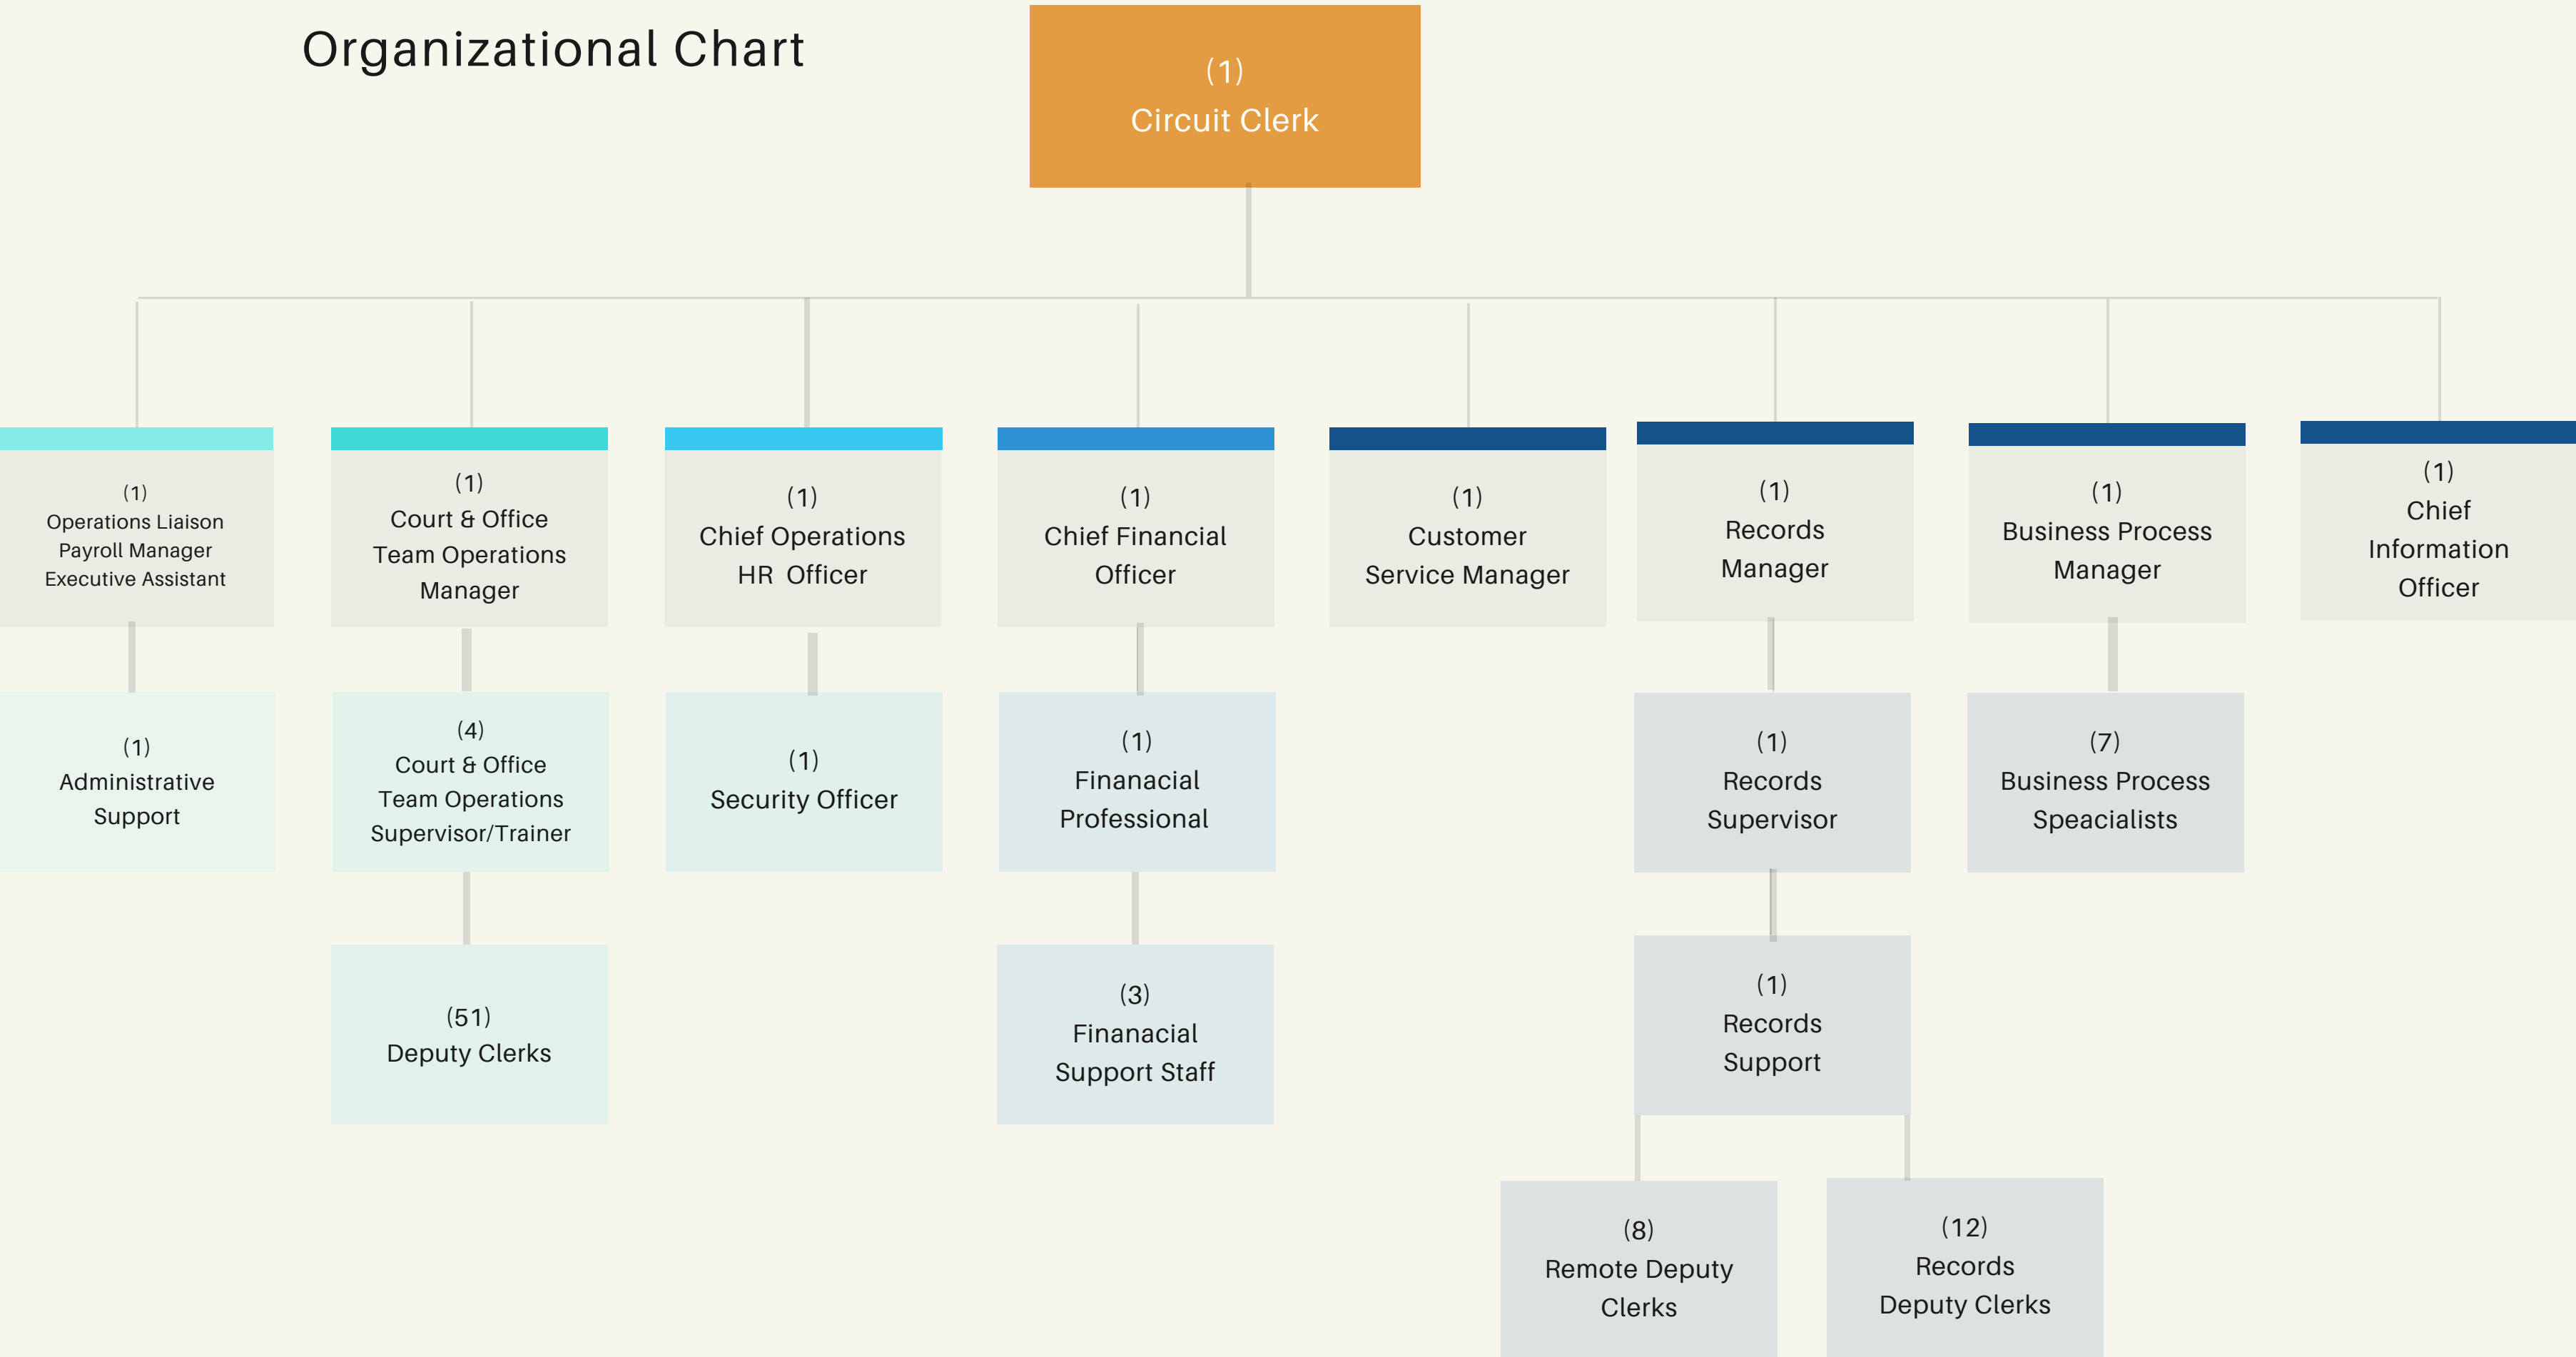 Organizational Chart
(1)
Circuit Clerk
(1)
Operations Liaison
Payroll Manager
Executive Assistant
(1)
Court & Office
Team Operations
Manager
(1)
Chief Operations
HR  Officer
(1)
Chief Financial
Officer
(1)
Customer
Service Manager
(1)
Records
Manager
(1)
Business Process
Manager
(1)
Chief
Information
Officer
(1)
Administrative
Support
(4)
Court & Office
Team Operations
Supervisor/Trainer
(1)
Security Officer
(1)
Finanacial
Professional
(1)
Records
Supervisor
(7)
Business Process
Speacialists
(51)
Deputy Clerks
(3)
Finanacial
Support Staff
(1)
Records
Support
(8)
Remote Deputy
Clerks
(12)
Records
Deputy Clerks